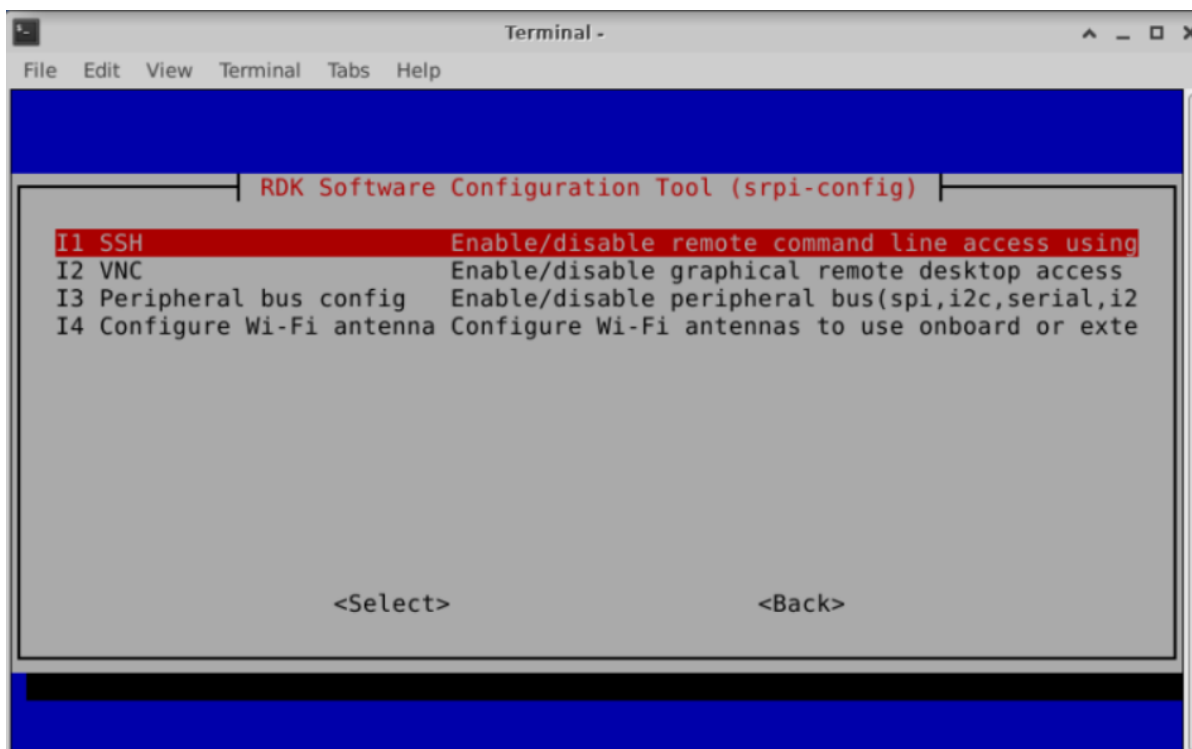 Terminal -
File Edit View Terminal Tabs Help
RDK Software Configuration Tool (srpi-config)
I1 SSH Enable/disable remote command line access using
I2 VNC Enable/disable graphical remote desktop access
I3 Peripheral bus config Enable/disable peripheral bus(spi,i2c,serial,i2
I4 Configure Wi-Fi antenna Configure Wi-Fi antennas to use onboard or exte
<Select> <Back>